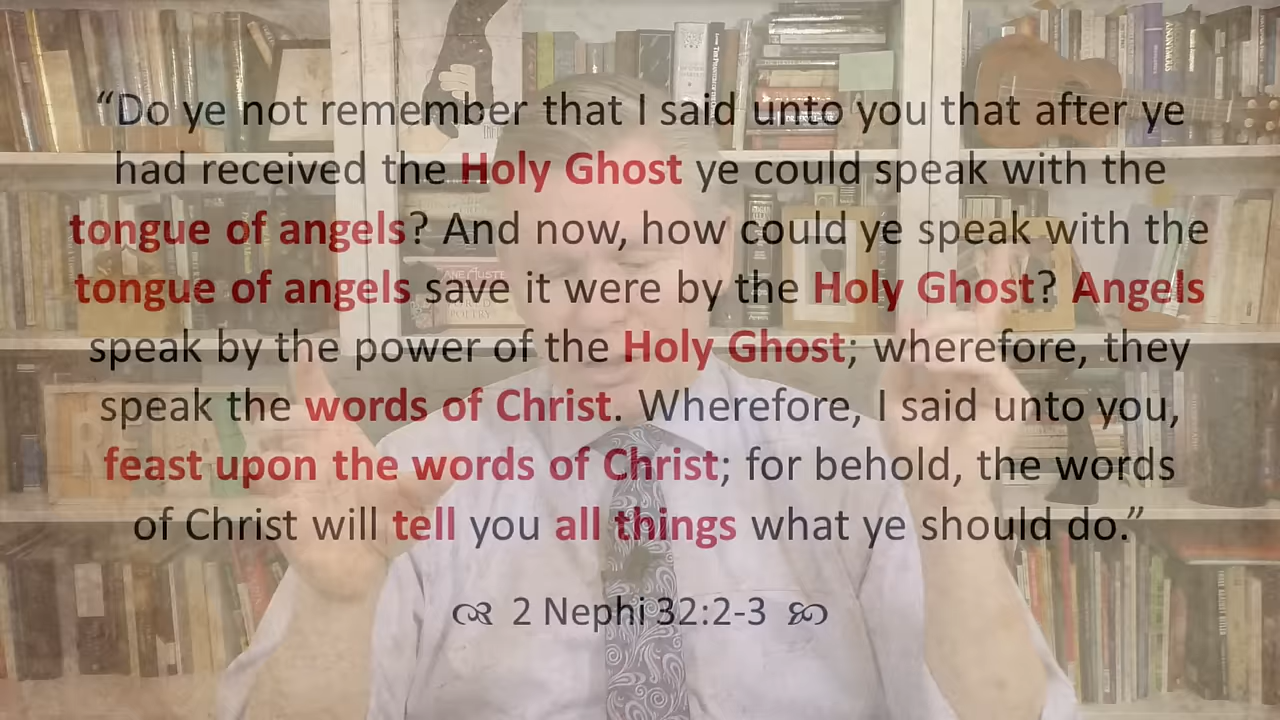 “Do ye not remember that I said unto you that after ye
had received the Holy Ghost ye could speak with the
tongue of angels? And now, how could ye speak with the
tongue of angels save it were by the Holy Ghost? Angels
speak by the power of the Holy Ghost; wherefore, they
speak the words of Christ. Wherefore, I said unto you,
feast upon the words of Christ; for behold, the words
of Christ will tell you all things what ye should do.”
2 Nephi 32:2-3